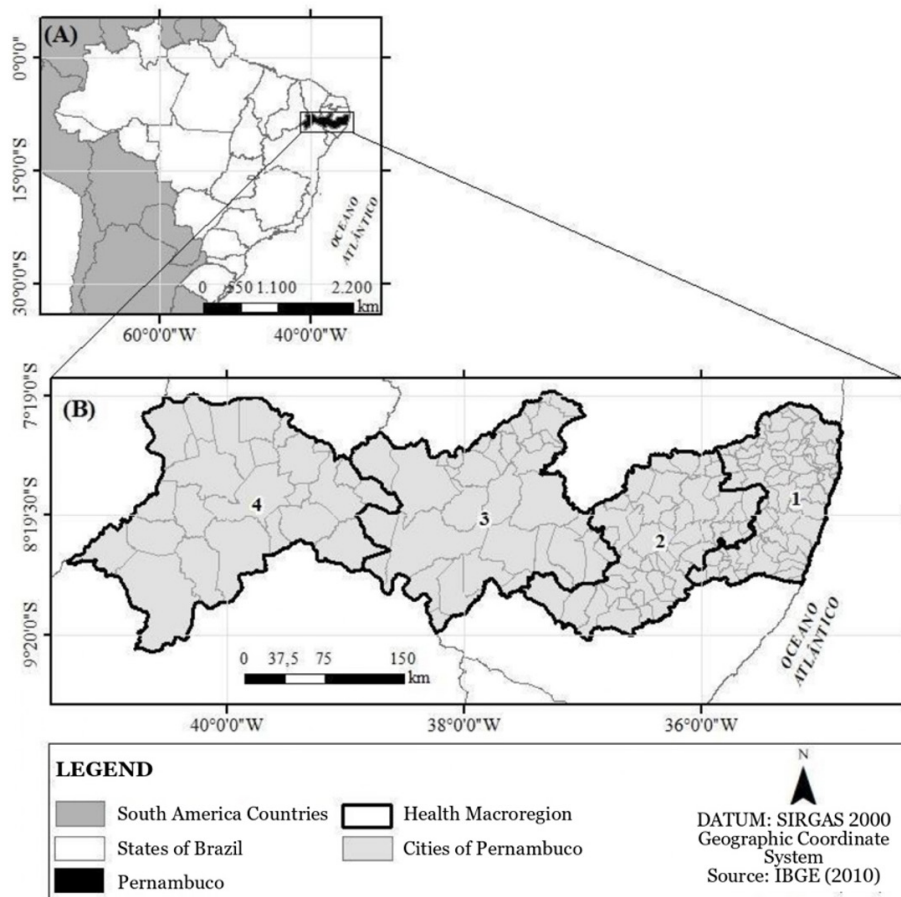 (A)
0°0'0"
15°0'0"S
30°0'0"S
OCEANO
ATLÂNTICO
0 550 1.100 2.200
km
60°0'0"W 40°0'0"W
(B)
7°19'0"S
8°19'30"S
9°20'0"S
4
3
2
1
OCEANO
ATLÂNTICO
0 37,5 75 150
km
40°0'0"W 38°0'0"W 36°0'0"W
LEGEND
South America Countries
Health Macroregion
States of Brazil
Cities of Pernambuco
Pernambuco
N
DATUM: SIRGAS 2000
Geographic Coordinate
System
Source: IBGE (2010)